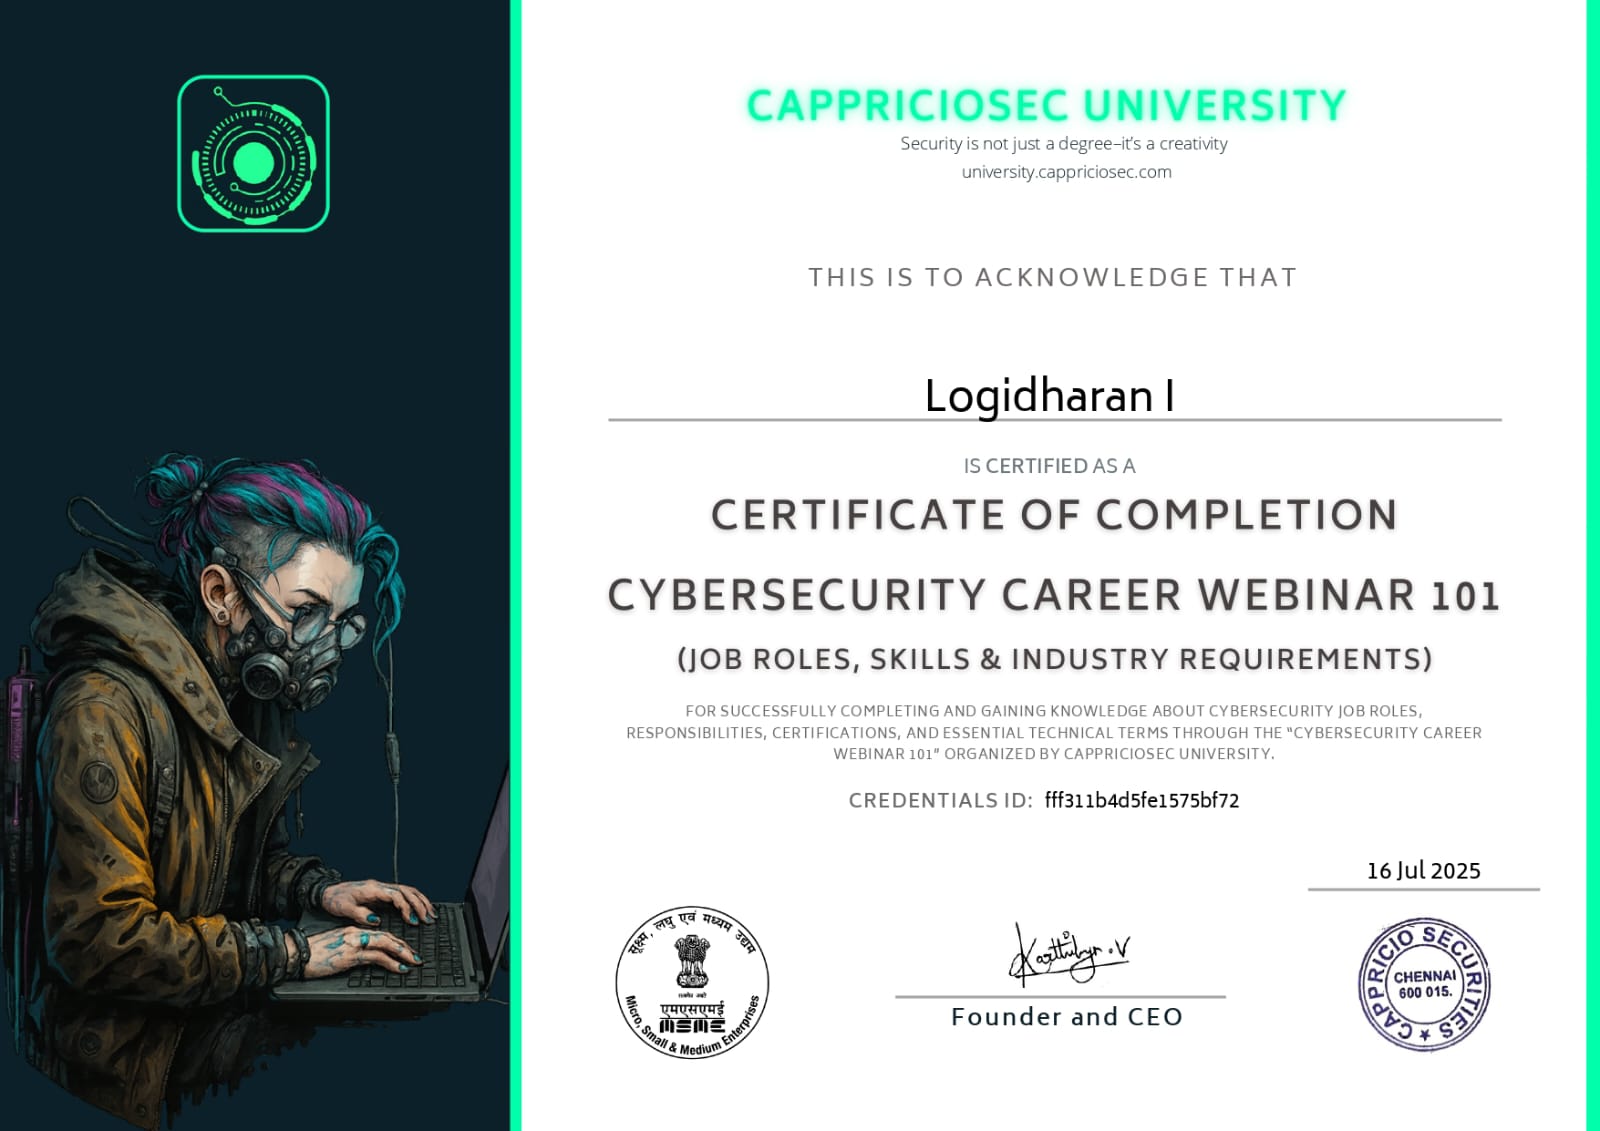 CAPPRICIOSEC UNIVERSITY
Security is not just a degree–it’s a creativity
university.cappriciosec.com
THIS IS TO ACKNOWLEDGE THAT
Logidharan I
IS CERTIFIED AS A
CERTIFICATE OF COMPLETION
CYBERSECURITY CAREER WEBINAR 101
(JOB ROLES, SKILLS & INDUSTRY REQUIREMENTS)
FOR SUCCESSFULLY COMPLETING AND GAINING KNOWLEDGE ABOUT CYBERSECURITY JOB ROLES,
RESPONSIBILITIES, CERTIFICATIONS, AND ESSENTIAL TECHNICAL TERMS THROUGH THE “CYBERSECURITY CAREER
WEBINAR 101” ORGANIZED BY CAPPRICIOSEC UNIVERSITY.
CREDENTIALS ID: fff311b4d5fe1575bf72
16 Jul 2025
सूक्ष्म, लघु एवं मध्यम उद्यम
सत्यमेव जयते
एमएसएमई
MSME
Micro, Small & Medium Enterprises
Founder and CEO
CAPPRICIO SECURITIES ★
CHENNAI
600 015.